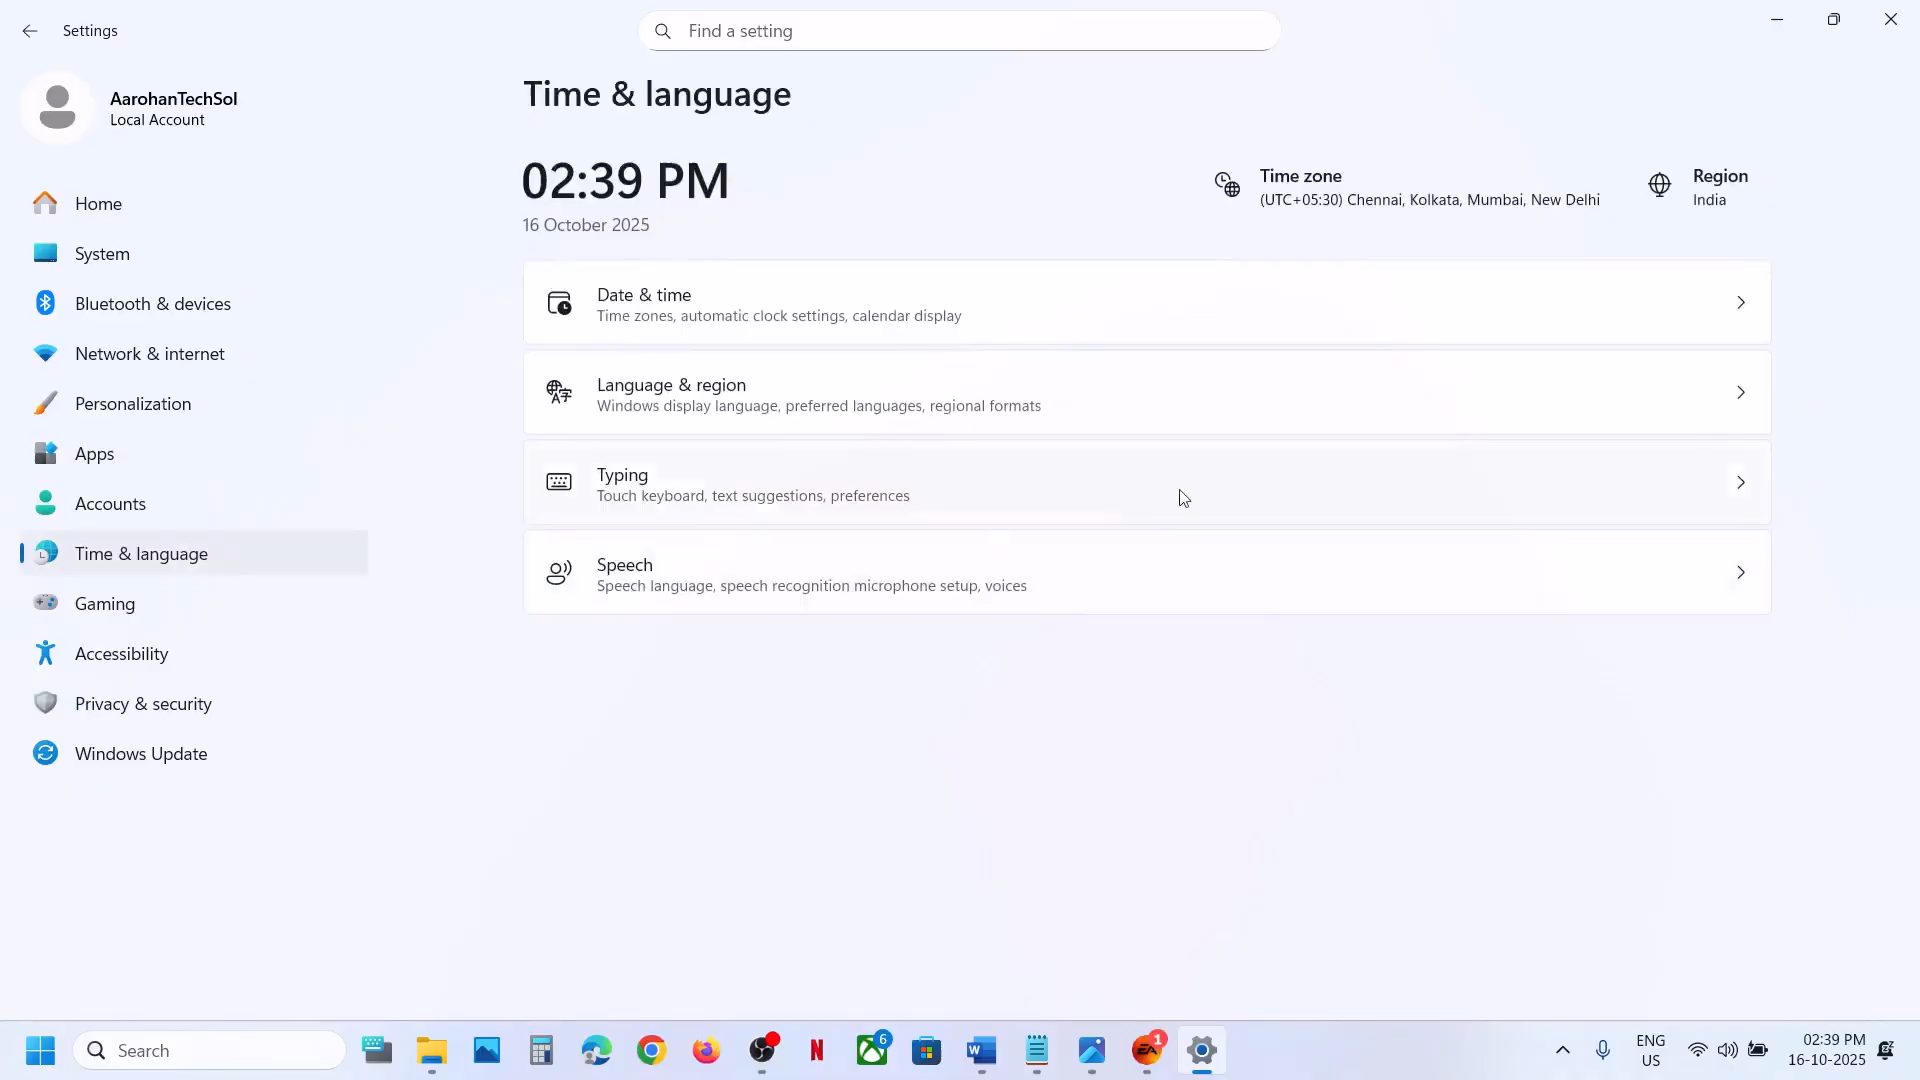 Settings
Find a setting
AarohanTechSol
Local Account
Home
System
Bluetooth & devices
Network & internet
Personalization
Apps
Accounts
Time & language
Gaming
Accessibility
Privacy & security
Windows Update
Time & language
02:39 PM
16 October 2025
Time zone
(UTC+05:30) Chennai, Kolkata, Mumbai, New Delhi
Region
India
Date & time
Time zones, automatic clock settings, calendar display
Language & region
Windows display language, preferred languages, regional formats
Typing
Touch keyboard, text suggestions, preferences
Speech
Speech language, speech recognition microphone setup, voices
Search
6
1
ENG
US
02:39 PM
16-10-2025